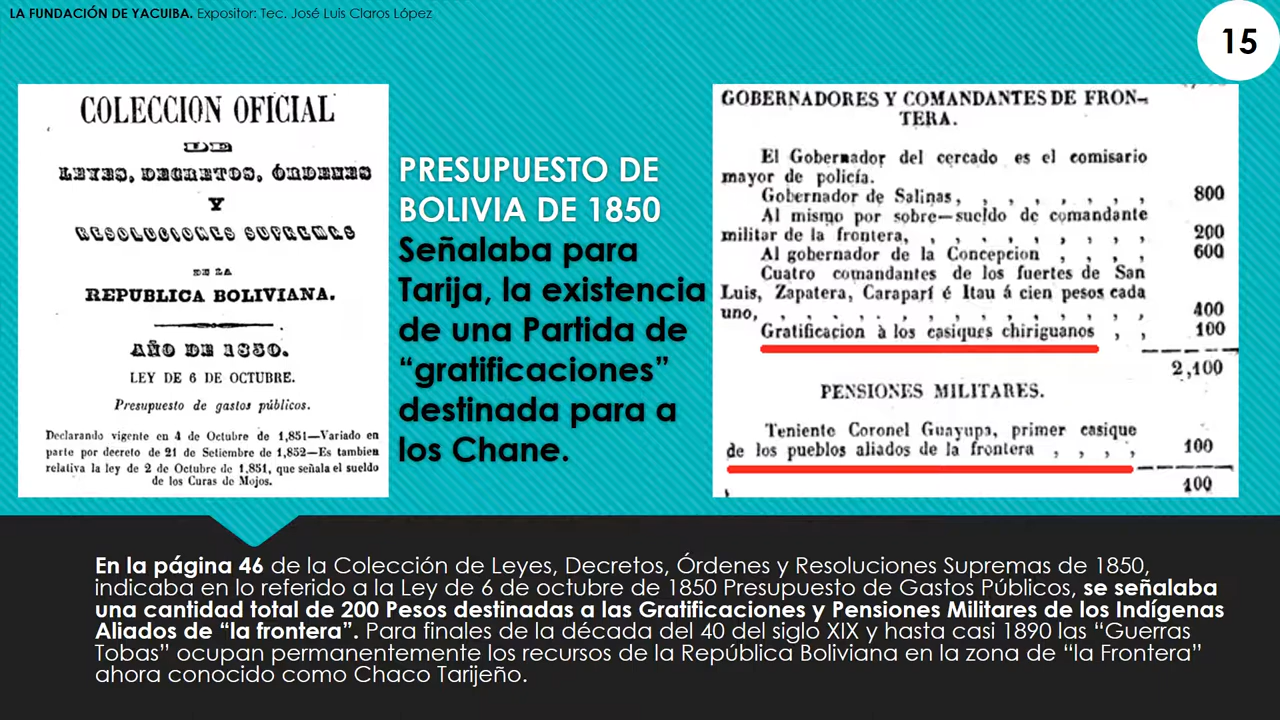 LA FUNDACIÓN DE YACUIBA. Expositor: Tec. José Luis Claros López
15
COLECCION OFICIAL
DE
LEYES, DECRETOS, ÓRDENES
Y
RESOLUCIONES SUPREMAS
DE LA
REPUBLICA BOLIVIANA.
AÑO DE 1850.
LEY DE 6 DE OCTUBRE.
Presupuesto de gastos públicos.
Declarando vigente en 4 de Octubre de 1,851—Variado en
parte por decreto de 21 de Setiembre de 1,852—Es tambien
relativa la ley de 2 de Octubre de 1,851, que señala el sueldo
de los Curas de Mojos.
PRESUPUESTO DE
BOLIVIA DE 1850
Señalaba para
Tarija, la existencia
de una Partida de
“gratificaciones”
destinada para a
los Chane.
GOBERNADORES Y COMANDANTES DE FRON-
TERA.
El Gobernador del cercado es el comisario
mayor de policía.
Gobernador de Salinas, , , , , , , , 800
Al mismo por sobre—sueldo de comandante
militar de la frontera, , , , , , , , 200
Al gobernador de la Concepcion , , , , 600
Cuatro comandantes de los fuertes de San
Luis, Zapatera, Caraparí é Itau á cien pesos cada
uno, , , , , , , , , , , , 400
Gratificacion à los casiques chiriguanos , , 100
2,100
PENSIONES MILITARES.
Teniente Coronel Guayupa, primer casique
de los pueblos aliados de la frontera , , , , 100
100
En la página 46 de la Colección de Leyes, Decretos, Órdenes y Resoluciones Supremas de 1850,
indicaba en lo referido a la Ley de 6 de octubre de 1850 Presupuesto de Gastos Públicos, se señalaba
una cantidad total de 200 Pesos destinadas a las Gratificaciones y Pensiones Militares de los Indígenas
Aliados de “la frontera”. Para finales de la década del 40 del siglo XIX y hasta casi 1890 las “Guerras
Tobas” ocupan permanentemente los recursos de la República Boliviana en la zona de “la Frontera”
ahora conocido como Chaco Tarijeño.